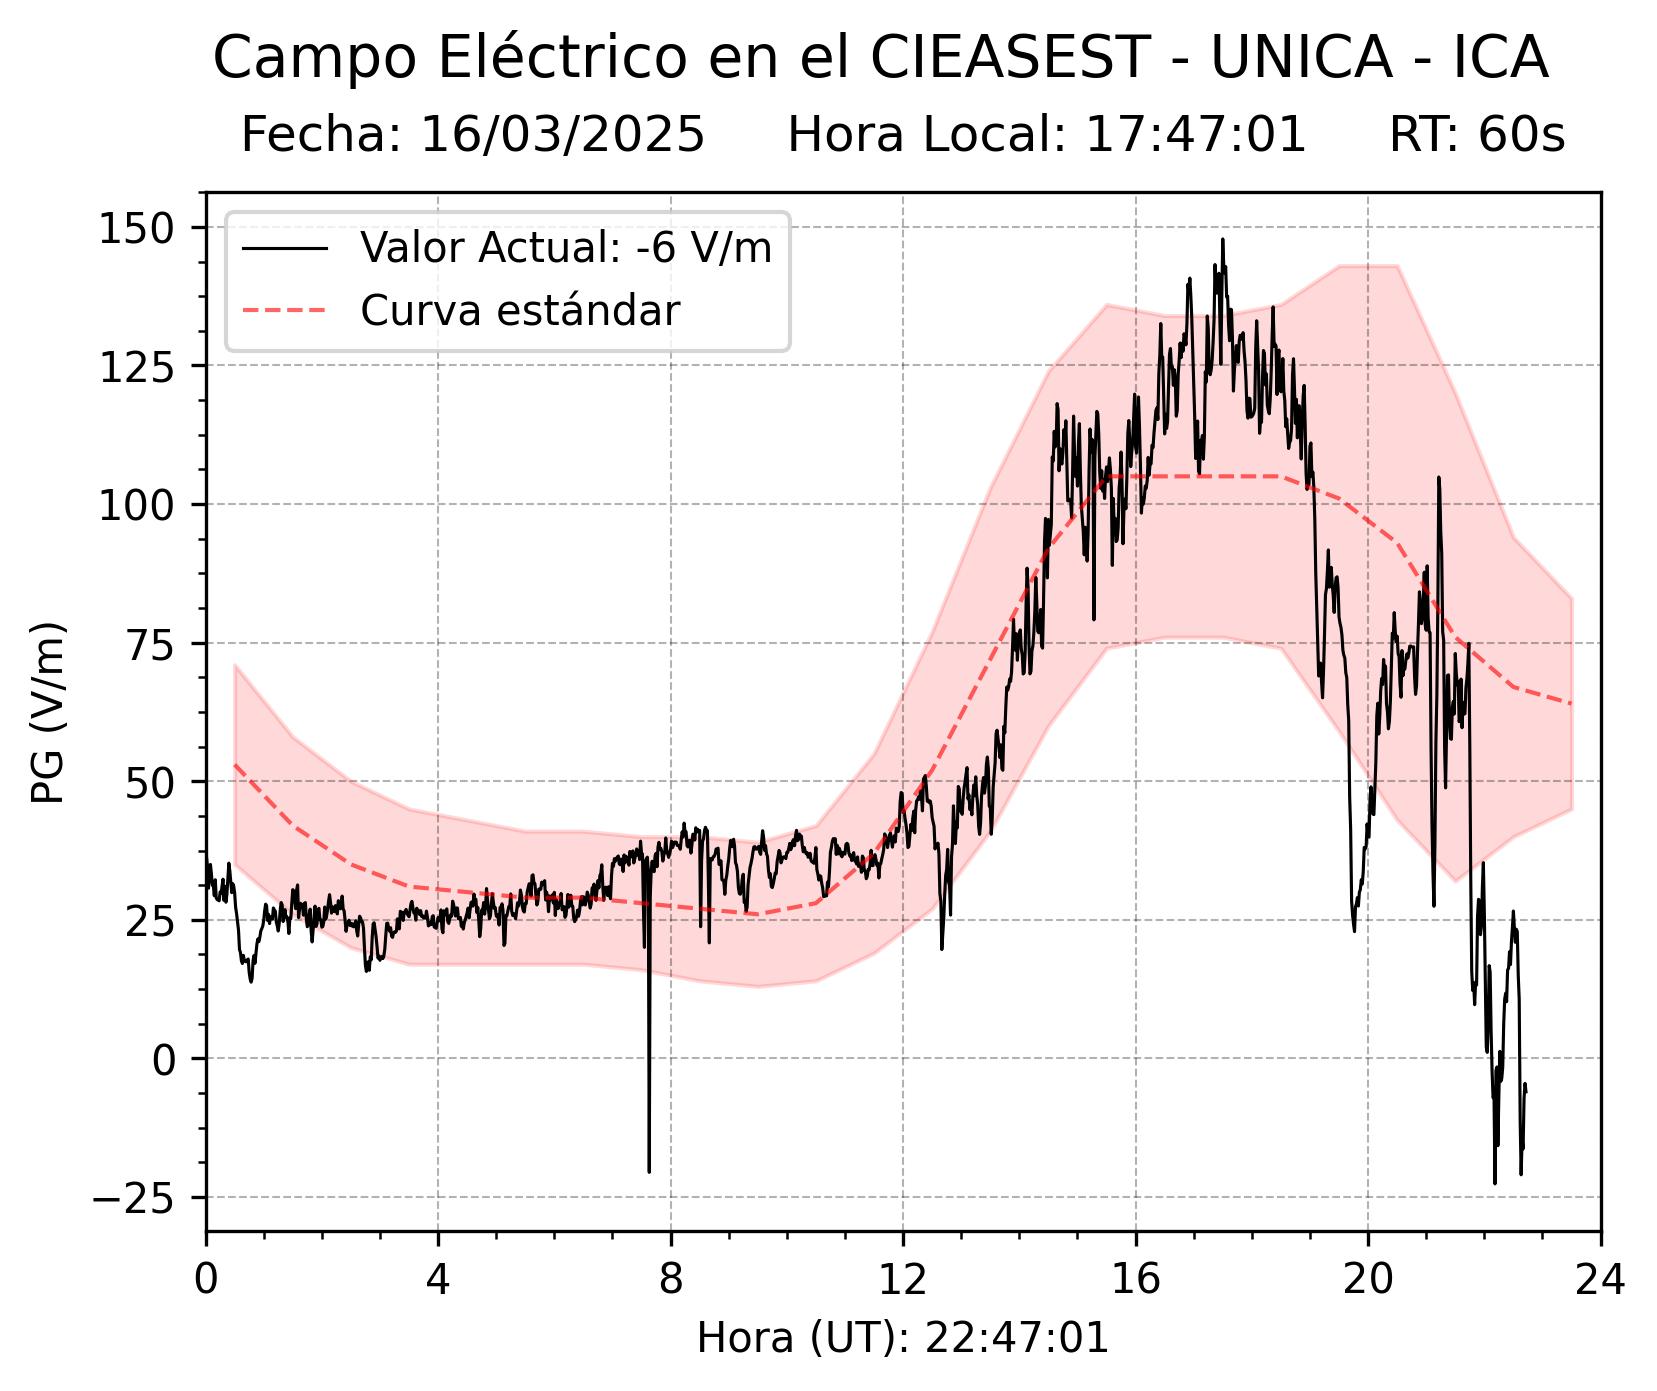 Campo Eléctrico en el CIEASEST - UNICA - ICA
Fecha: 16/03/2025 Hora Local: 17:47:01 RT: 60s
Valor Actual: -6 V/m
Curva estándar
PG (V/m)
150
125
100
75
50
25
0
−25
0 4 8 12 16 20 24
Hora (UT): 22:47:01